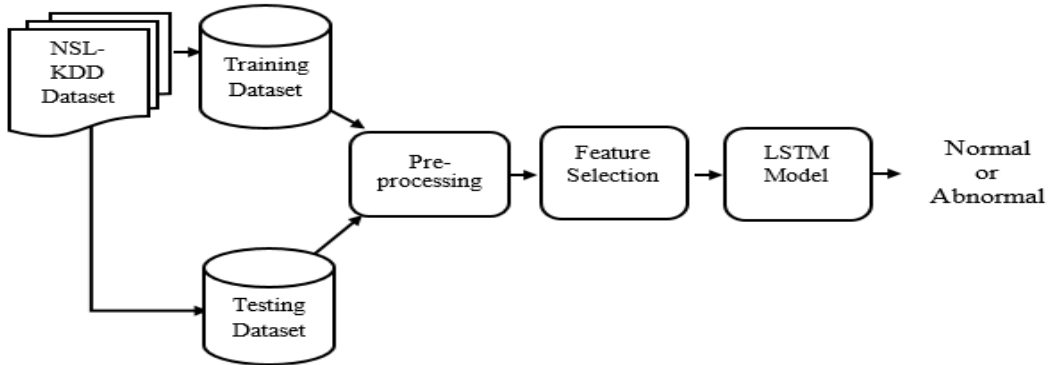 NSL-
KDD
Dataset
Training
Dataset
Pre-
processing
Feature
Selection
LSTM
Model
Normal
or
Abnormal
Testing
Dataset